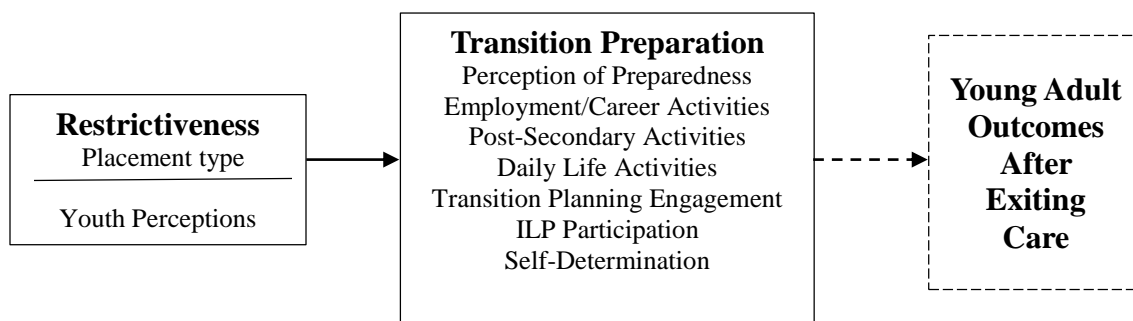 Restrictiveness
Placement type
Youth Perceptions
Transition Preparation
Perception of Preparedness
Employment/Career Activities
Post-Secondary Activities
Daily Life Activities
Transition Planning Engagement
ILP Participation
Self-Determination
Young Adult
Outcomes
After
Exiting
Care